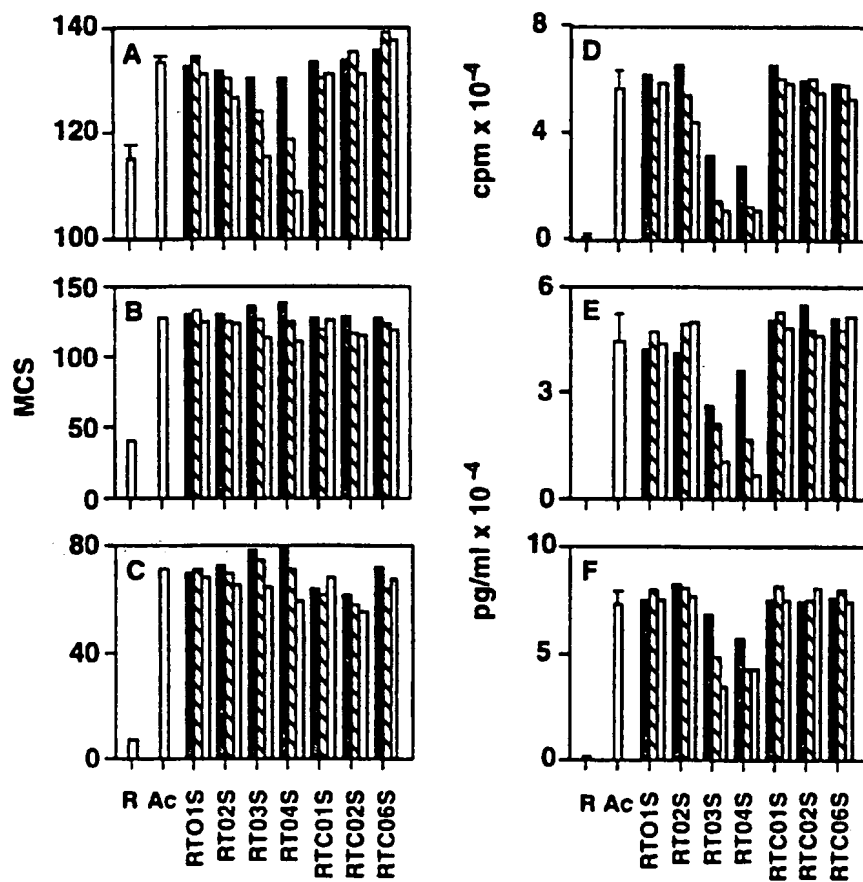 A
140
120
100
B
150
100
50
0
MCS
C
80
40
0
R Ac RTO1S RT02S RT03S RT04S RTC01S RTC02S RTC06S
D
8
4
0
cpm x 10-4
E
6
3
0
pg/ml x 10-4
F
10
5
0
R Ac RTO1S RT02S RT03S RT04S RTC01S RTC02S RTC06S